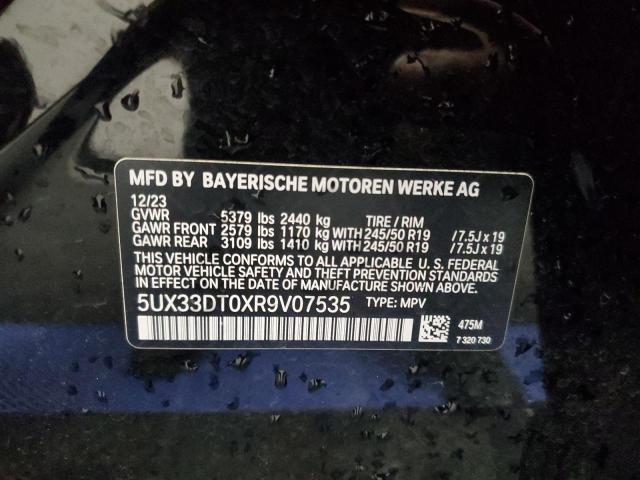 MFD BY BAYERISCHE MOTOREN WERKE AG
12/23
GVWR 5379 lbs 2440 kg TIRE / RIM
GAWR FRONT 2579 lbs 1170 kg WITH 245/50 R19 / 7.5J x 19
GAWR REAR 3109 lbs 1410 kg WITH 245/50 R19 / 7.5J x 19
THIS VEHICLE CONFORMS TO ALL APPLICABLE U. S. FEDERAL
MOTOR VEHICLE SAFETY, BUMPER, AND THEFT PREVENTION STANDARDS
IN EFFECT ON THE DATE OF MANUFACTURE SHOWN ABOVE.
5UX33DT0XR9V07535 TYPE: MPV
475M
7 320 730